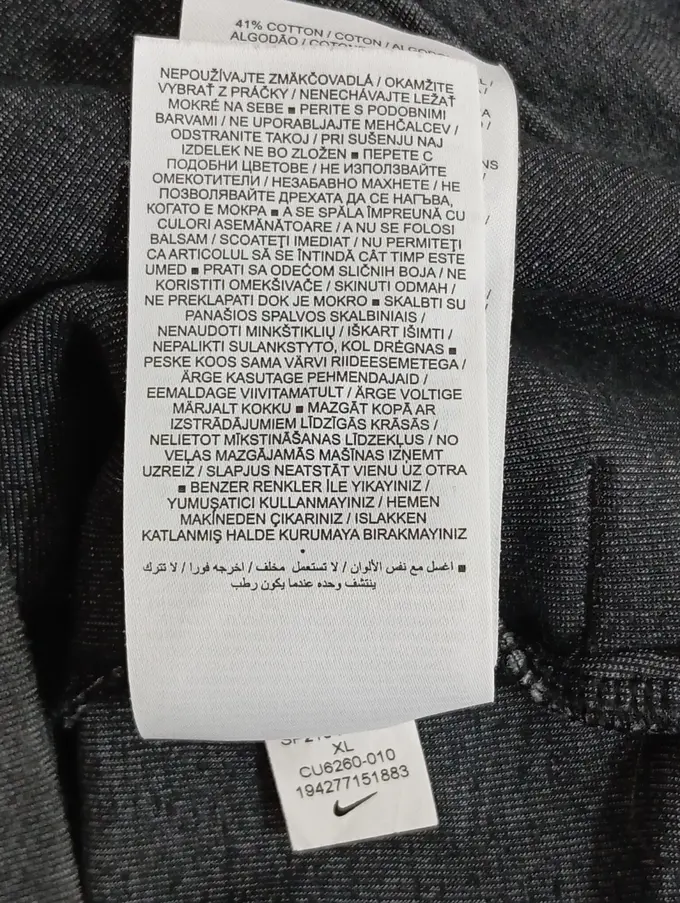 41% COTTON / COTON /
ALGODÃO /
NEPOUŽÍVAJTE ZMÄKČOVADLÁ / OKAMŽITE
VYBRAŤ Z PRÁČKY / NENECHÁVAJTE LEŽAŤ
MOKRÉ NA SEBE ■ PERITE S PODOBNIMI
BARVAMI / NE UPORABLJAJTE MEHČALCEV /
ODSTRANITE TAKOJ / PRI SUŠENJU NAJ
IZDELEK NE BO ZLOŽEN ■ ПЕРЕТЕ С
ПОДОБНИ ЦВЕТОВЕ / НЕ ИЗПОЛЗВАЙТЕ
ОМЕКОТИТЕЛИ / НЕЗАБАВНО МАХНЕТЕ / НЕ
ПОЗВОЛЯВАЙТЕ ДРЕХАТА ДА СЕ НАГЪВА,
КОГАТО Е МОКРА ■ A SE SPĂLA ÎMPREUNĂ CU
CULORI ASEMĂNĂTOARE / A NU SE FOLOSI
BALSAM / SCOATEŢI IMEDIAT / NU PERMITEŢI
CA ARTICOLUL SĂ SE ÎNTINDĂ CÂT TIMP ESTE
UMED ■ PRATI SA ODEĆOM SLIČNIH BOJA / NE
KORISTITI OMEKŠIVAČE / SKINUTI ODMAH /
NE PREKLAPATI DOK JE MOKRO ■ SKALBTI SU
PANAŠIOS SPALVOS SKALBINIAIS /
NENAUDOTI MINKŠTIKLIŲ / IŠKART IŠIMTI /
NEPALIKTI SULANKSTYTO, KOL DRĖGNAS ■
PESKE KOOS SAMA VÄRVI RIIDEESEMETEGA /
ÄRGE KASUTAGE PEHMENDAJAID /
EEMALDAGE VIIVITAMATULT / ÄRGE VOLTIGE
MÄRJALT KOKKU ■ MAZGĀT KOPĀ AR
IZSTRĀDĀJUMIEM LĪDZĪGĀS KRĀSĀS /
NELIETOT MĪKSTINĀŠANAS LĪDZEKĻUS / NO
VEĻAS MAZGĀJAMĀS MAŠĪNAS IZŅEMT
UZREIZ / SLAPJUS NEATSTĀT VIENU UZ OTRA
■ BENZER RENKLER İLE YIKAYINIZ /
YUMUŞATICI KULLANMAYINIZ / HEMEN
MAKİNEDEN ÇIKARINIZ / ISLAKKEN
KATLANMIŞ HALDE KURUMAYA BIRAKMAYINIZ
■ اغسل مع نفس الألوان / لا تستعمل مخلف / اخرجه فورا / لا تترك
ينتشف وحده عندما يكون رطب
XL
CU6260-010
194277151883